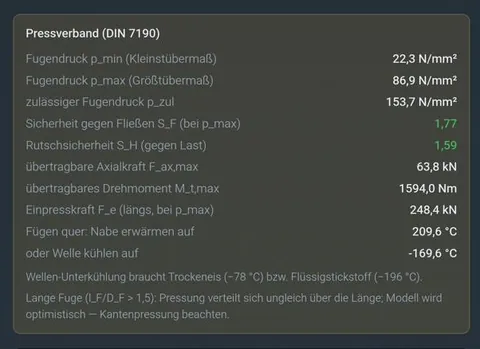 Pressverband (DIN 7190)
Fugendruck p_min (Kleinstübermaß) 22,3 N/mm²
Fugendruck p_max (Größtübermaß) 86,9 N/mm²
zulässiger Fugendruck p_zul 153,7 N/mm²
Sicherheit gegen Fließen S_F (bei p_max) 1,77
Rutschsicherheit S_H (gegen Last) 1,59
übertragbare Axialkraft F_ax,max 63,8 kN
übertragbares Drehmoment M_t,max 1594,0 Nm
Einpresskraft F_e (längs, bei p_max) 248,4 kN
Fügen quer: Nabe erwärmen auf 209,6 °C
oder Welle kühlen auf -169,6 °C
Wellen-Unterkühlung braucht Trockeneis (−78 °C) bzw. Flüssigstickstoff (−196 °C).
Lange Fuge (l_F/D_F > 1,5): Pressung verteilt sich ungleich über die Länge; Modell wird
optimistisch — Kantenpressung beachten.